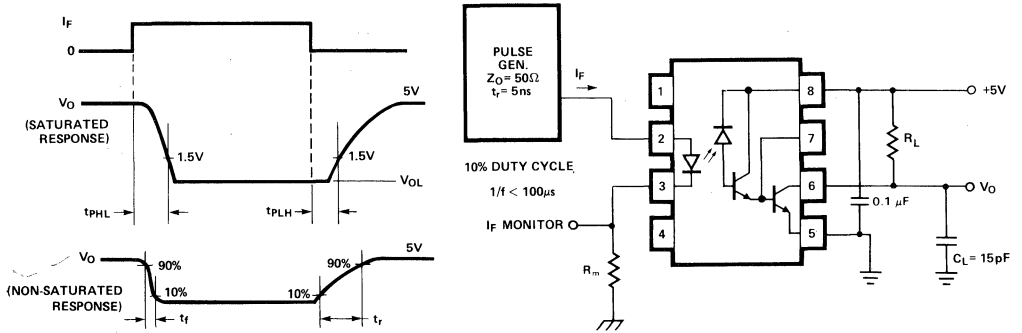 I_F
0
V_O
(SATURATED
RESPONSE)
5V
1.5V
1.5V
V_OL
t_PHL
t_PLH
V_O
(NON-SATURATED
RESPONSE)
5V
90%
10%
90%
10%
t_f
t_r
PULSE
GEN.
Z_O = 50Ω
t_r = 5ns
I_F
10% DUTY CYCLE
1/f < 100μs
I_F MONITOR
R_m
1
2
3
4
8
7
6
5
+5V
R_L
V_O
0.1 μF
C_L = 15pF